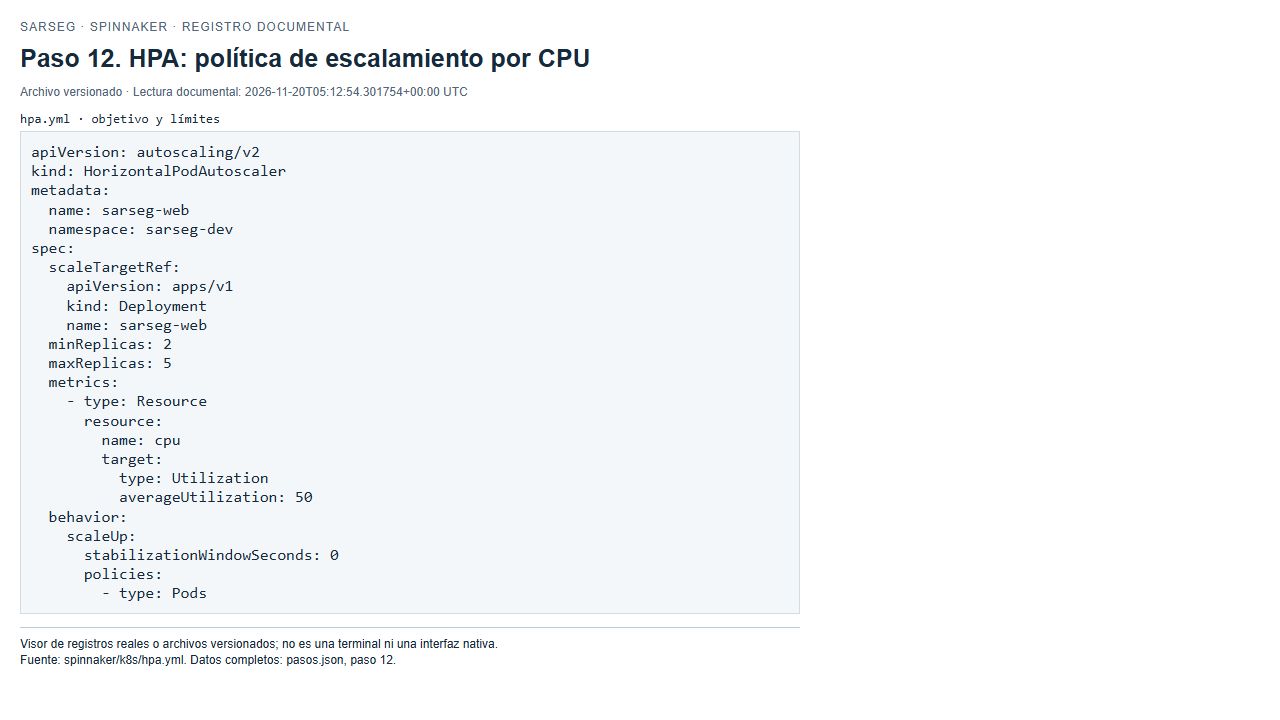 SARSEG · SPINNAKER · REGISTRO DOCUMENTAL
Paso 12. HPA: política de escalamiento por CPU
Archivo versionado · Lectura documental: 2026-11-20T05:12:54.301754+00:00 UTC
hpa.yml · objetivo y límites
apiVersion: autoscaling/v2
kind: HorizontalPodAutoscaler
metadata:
  name: sarseg-web
  namespace: sarseg-dev
spec:
  scaleTargetRef:
    apiVersion: apps/v1
    kind: Deployment
    name: sarseg-web
  minReplicas: 2
  maxReplicas: 5
  metrics:
    - type: Resource
      resource:
        name: cpu
        target:
          type: Utilization
          averageUtilization: 50
  behavior:
    scaleUp:
      stabilizationWindowSeconds: 0
      policies:
        - type: Pods
Visor de registros reales o archivos versionados; no es una terminal ni una interfaz nativa.
Fuente: spinnaker/k8s/hpa.yml. Datos completos: pasos.json, paso 12.